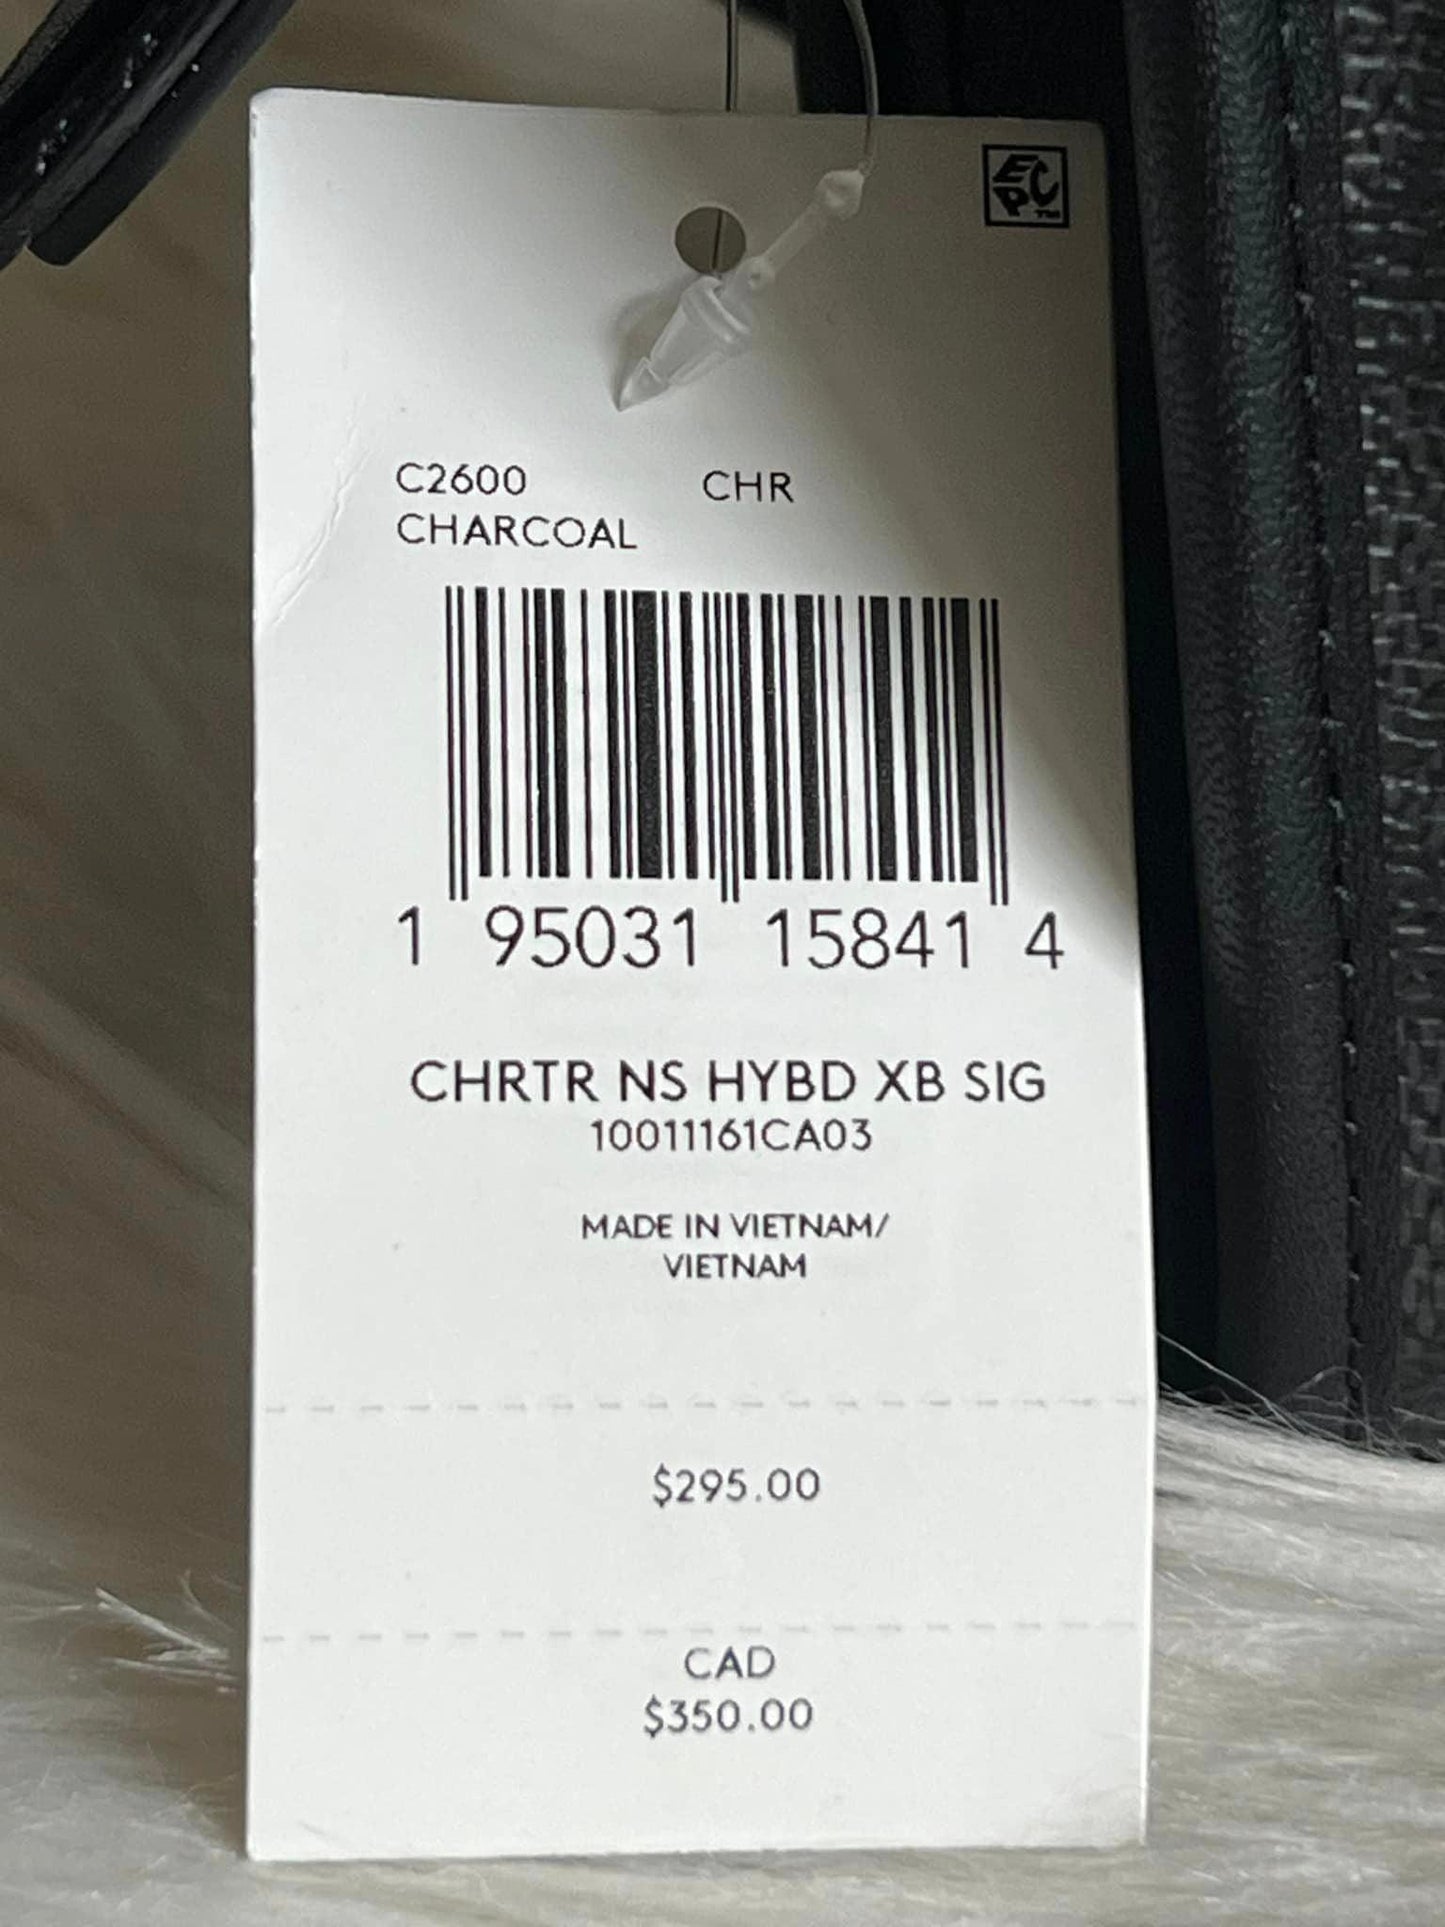 EPC™
C2600 CHR
CHARCOAL
1 95031 15841 4
CHRTR NS HYBD XB SIG
10011161CA03
MADE IN VIETNAM/
VIETNAM
$295.00
CAD
$350.00